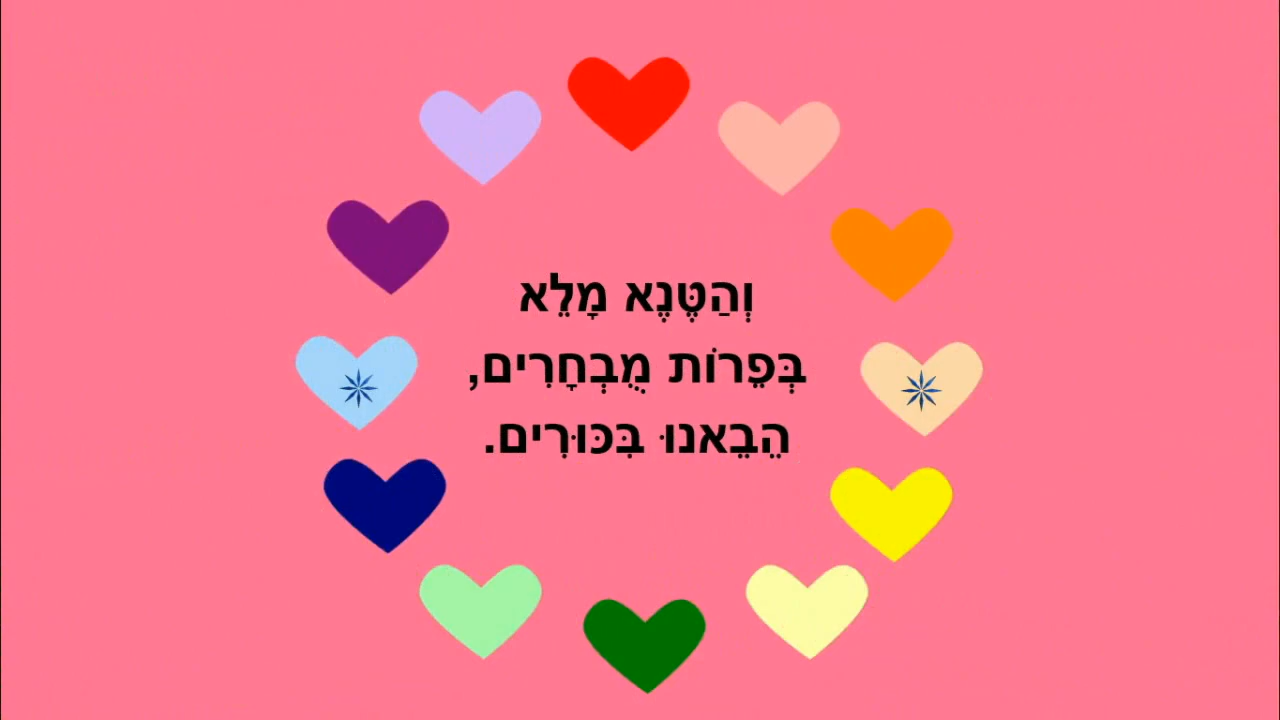 וְהַטֶּנֶא מָלֵא
בְּפֵרוֹת מֻבְחָרִים,
הֵבֵאנוּ בִּכּוּרִים.